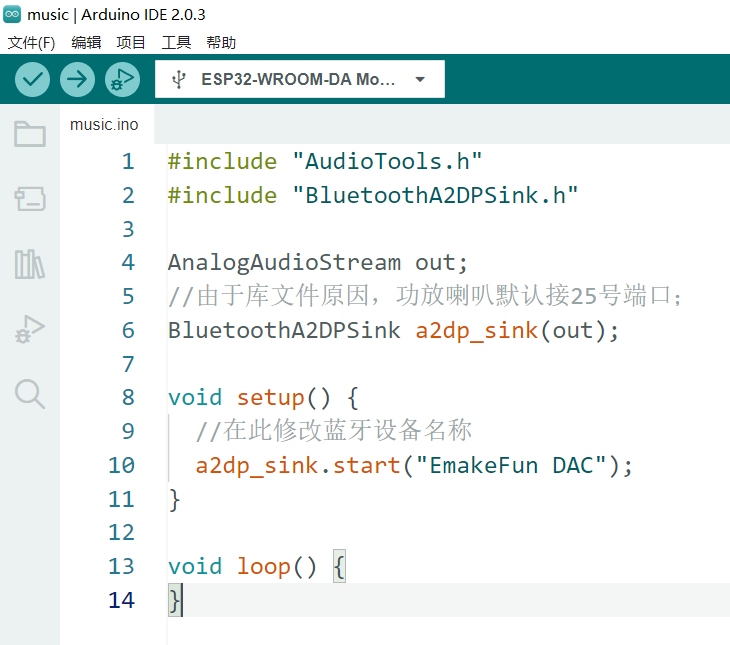 music | Arduino IDE 2.0.3
文件(F) 编辑 项目 工具 帮助
ESP32-WROOM-DA Mo...
music.ino
1 #include "AudioTools.h"
2 #include "BluetoothA2DPSink.h"
3
4 AnalogAudioStream out;
5 //由于库文件原因，功放喇叭默认接25号端口；
6 BluetoothA2DPSink a2dp_sink(out);
7
8 void setup() {
9 //在此修改蓝牙设备名称
10 a2dp_sink.start("EmakeFun DAC");
11 }
12
13 void loop() {
14 }